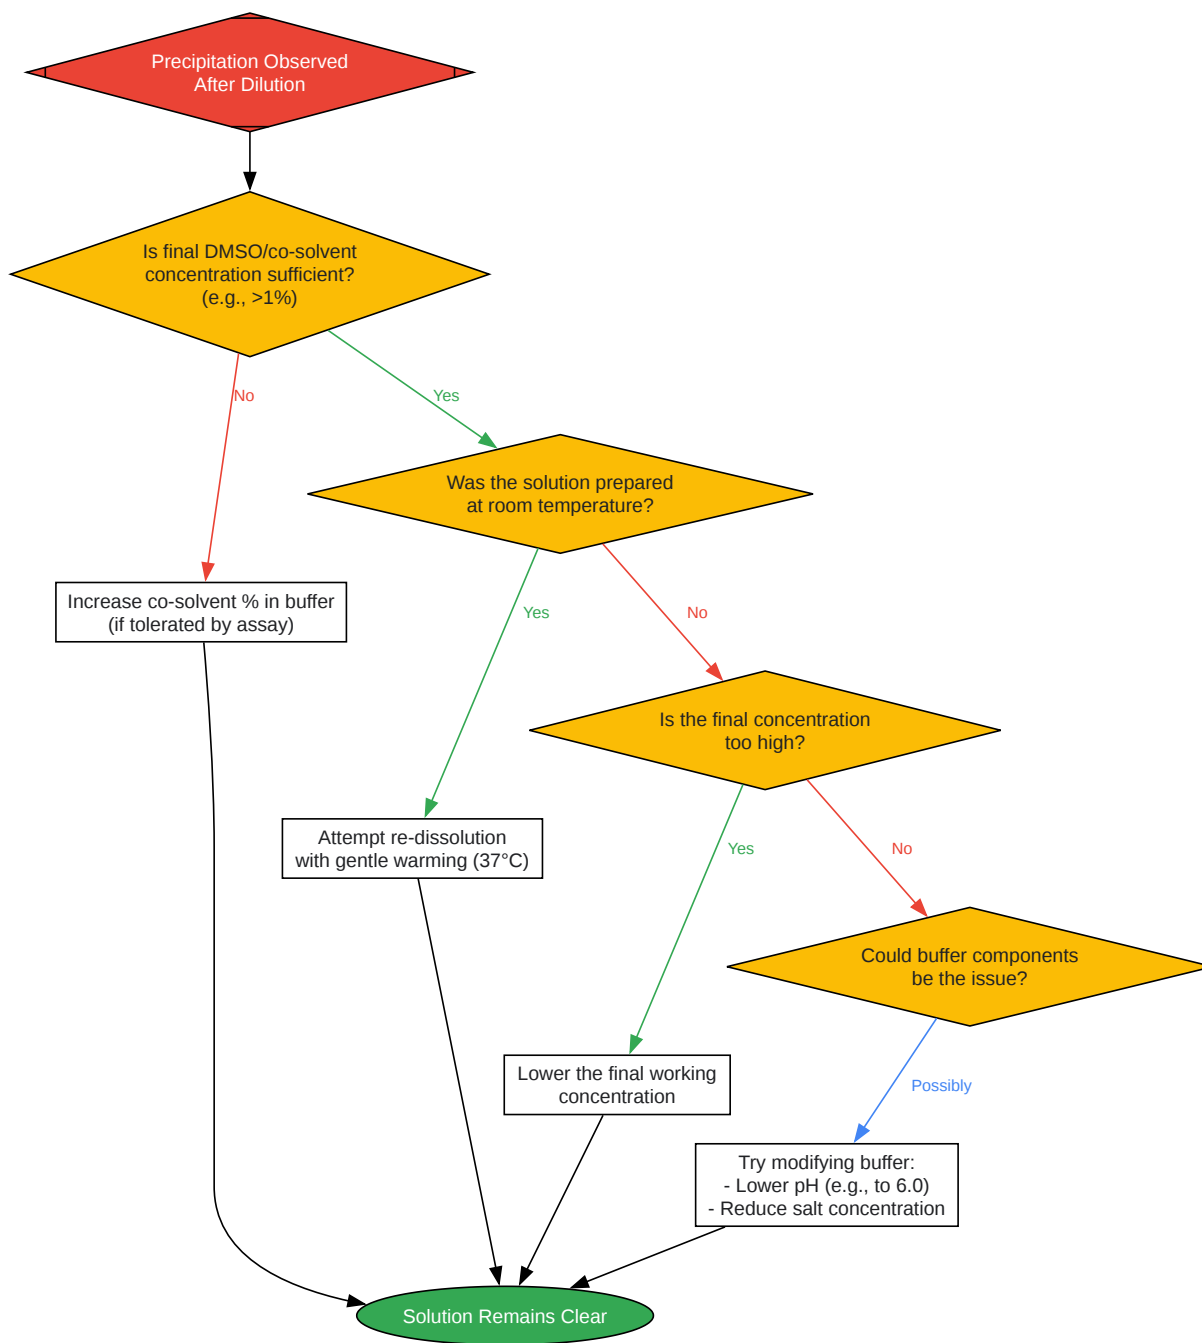 Precipitation Observed
After Dilution
Is final DMSO/co-solvent
concentration sufficient?
(e.g., >1%)
No
Yes
Was the solution prepared
at room temperature?
Increase co-solvent % in buffer
(if tolerated by assay)
Yes
No
Is the final concentration
too high?
Attempt re-dissolution
with gentle warming (37°C)
Yes
No
Could buffer components
be the issue?
Lower the final working
concentration
Possibly
Try modifying buffer:
- Lower pH (e.g., to 6.0)
- Reduce salt concentration
Solution Remains Clear